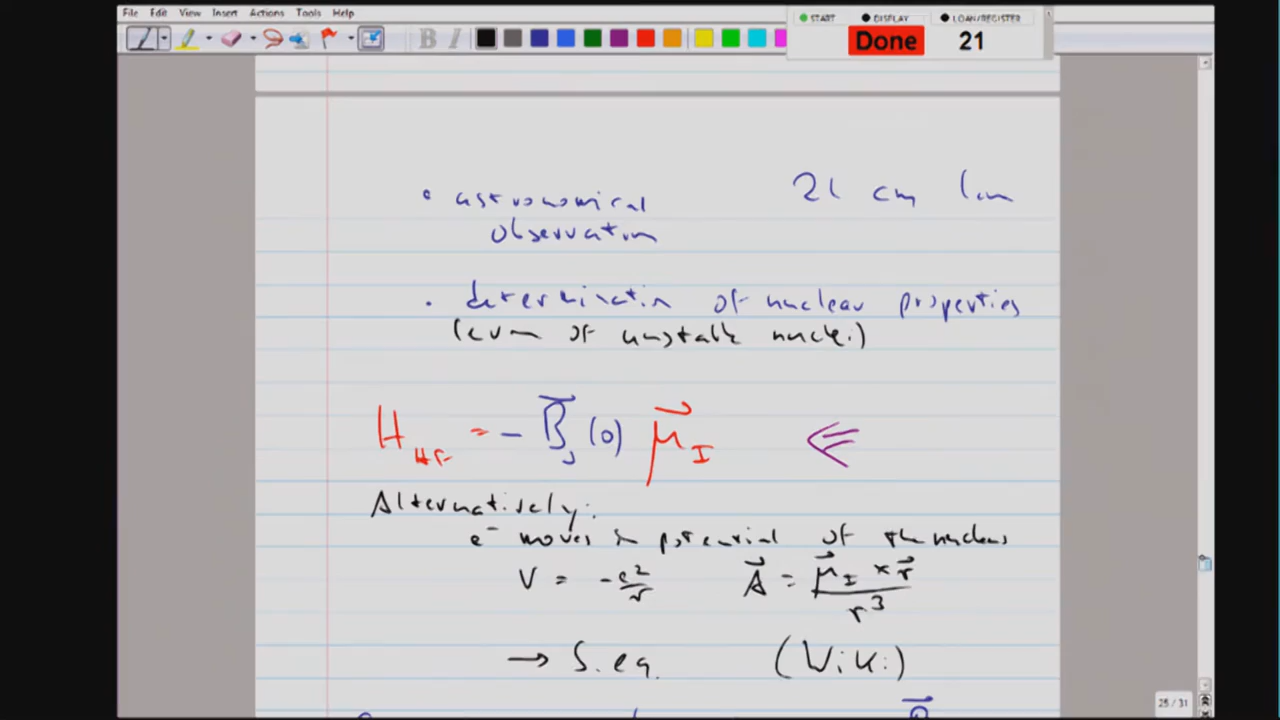 File Edit View Insert Actions Tools Help
START DISPLAY LOAN/REGISTER
Done 21
B I
• astronomical 21 cm line
observation
• determination of nuclear properties
(even of unstable nuclei)
H_HF = - B⃗_J (0) μ⃗_I
Alternatively:
e⁻ moves in potential of the nucleus
V = -e²/r A⃗ = μ⃗_I × r⃗ / r³
→ S. eq. (Wiki)
25 / 31